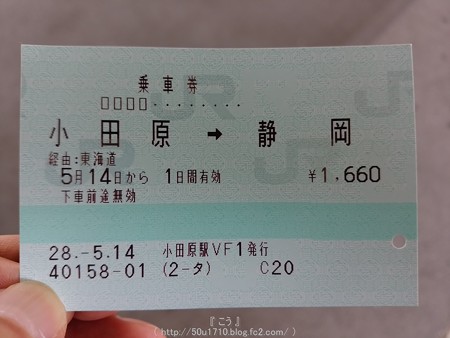 乗車券
□□□□・・・・・・・・
小田原 → 静岡
経由:東海道
5月14日から 1日間有効 ¥1,660
下車前途無効
28.-5.14 小田原駅VF1発行
40158-01 (2-タ) C20
『こう』
( http://50u1710.blog.fc2.com/ )